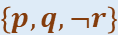 {p, q, ¬r}